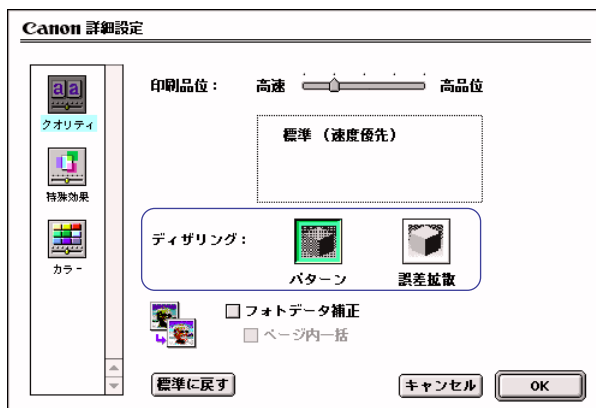 Canon 詳細設定
クオリティ
特殊効果
カラー
印刷品位： 高速 高品位
標準 （速度優先）
ディザリング：
パターン 誤差拡散
フォトデータ補正
ページ内一括
標準に戻す キャンセル OK